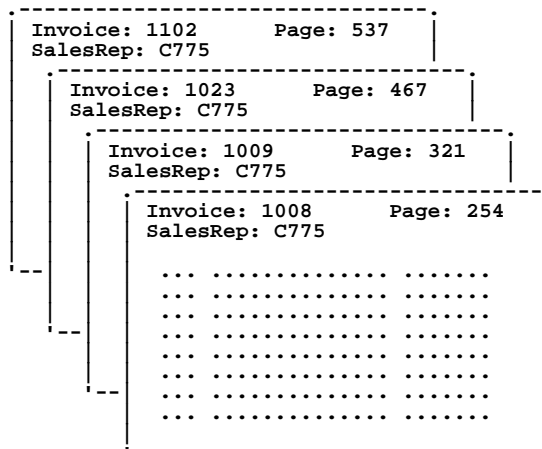 Invoice: 1102 Page: 537
SalesRep: C775
Invoice: 1023 Page: 467
SalesRep: C775
Invoice: 1009 Page: 321
SalesRep: C775
Invoice: 1008 Page: 254
SalesRep: C775
... .............. .......
... .............. .......
... .............. .......
... .............. .......
... .............. .......
... .............. .......
... .............. .......
... .............. .......